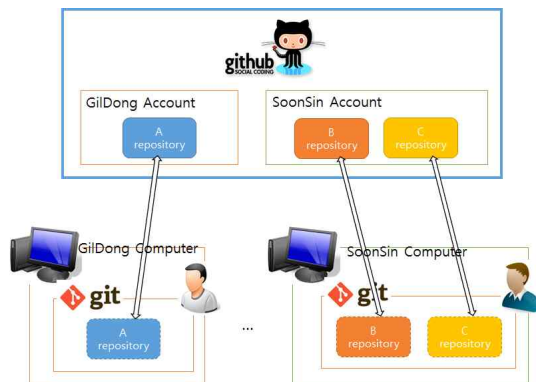 github
SOCIAL CODING
GilDong Account
SoonSin Account
A
repository
B
repository
C
repository
GilDong Computer
SoonSin Computer
git
git
A
repository
...
B
repository
C
repository